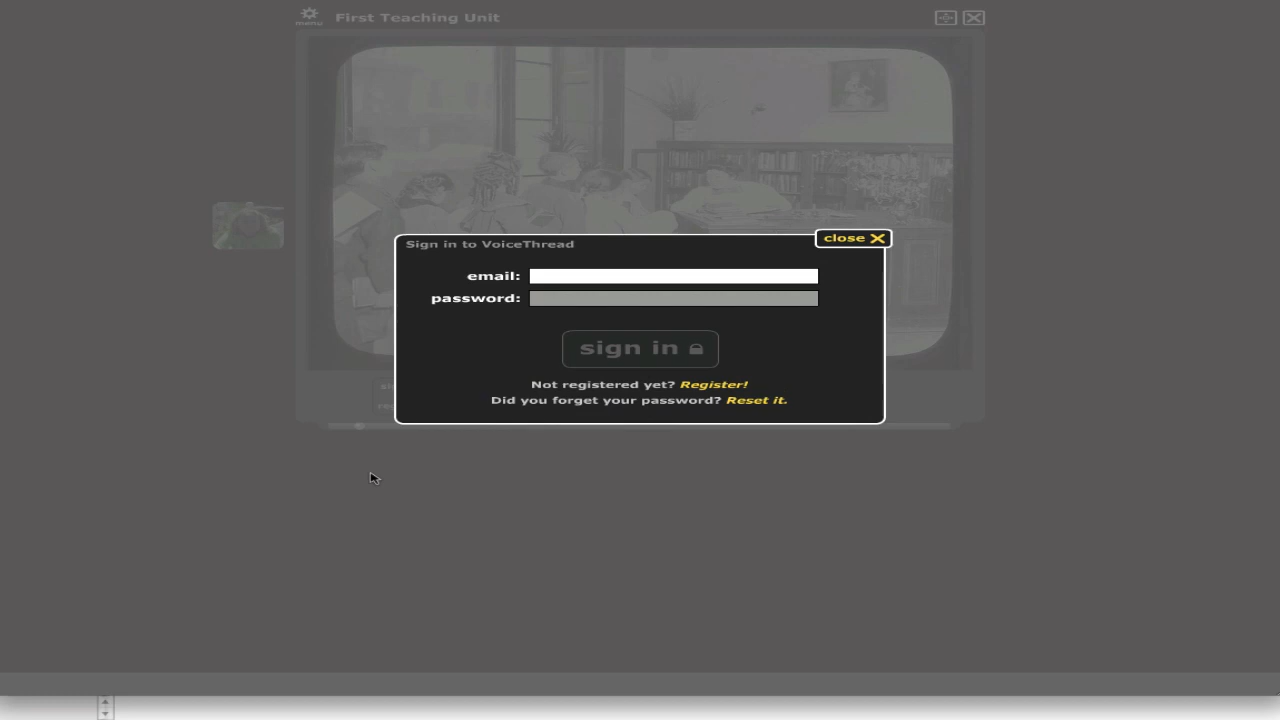 menu
First Teaching Unit
Sign in to VoiceThread
close X
email:
password:
sign in
Not registered yet? Register!
Did you forget your password? Reset it.